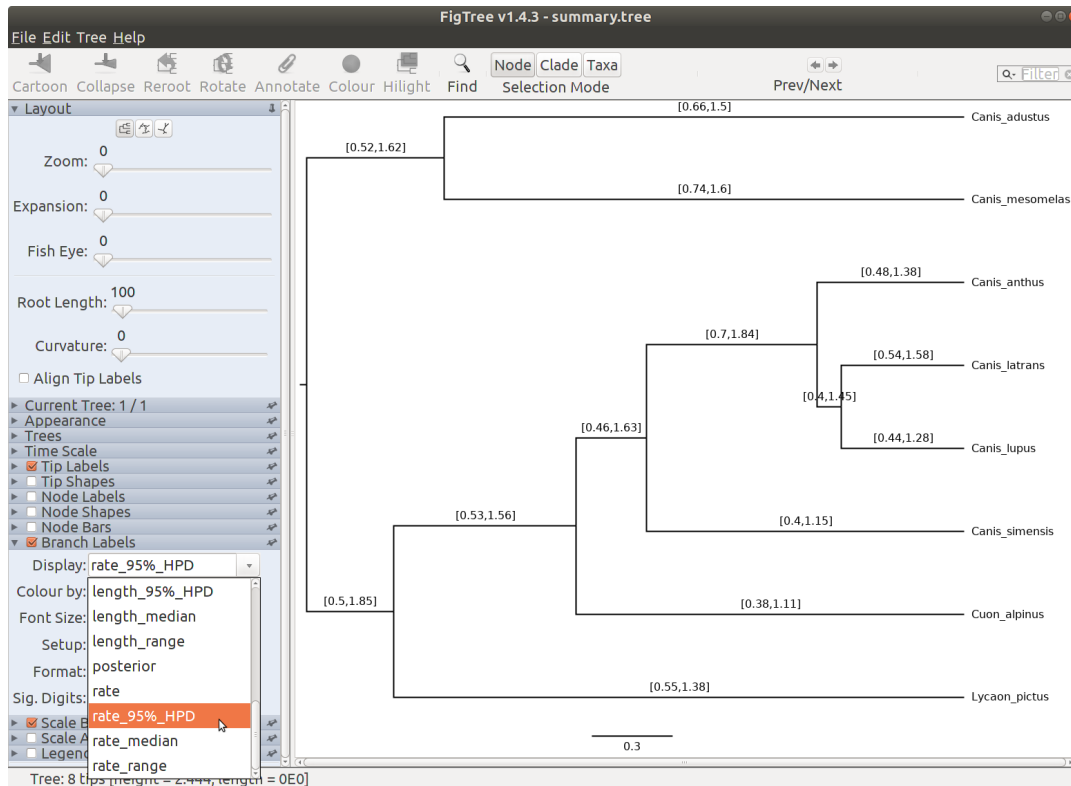 FigTree v1.4.3 - summary.tree
File Edit Tree Help
Cartoon Collapse Reroot Rotate Annotate Colour Hilight Find
Node Clade Taxa
Selection Mode
Prev/Next
Filter
Layout
Zoom: 0
Expansion: 0
Fish Eye: 0
Root Length: 100
Curvature: 0
Align Tip Labels
Current Tree: 1 / 1
Appearance
Trees
Time Scale
Tip Labels
Tip Shapes
Node Labels
Node Shapes
Node Bars
Branch Labels
Display: rate_95%_HPD
Colour by:
Font Size:
Setup:
Format:
Sig. Digits:
length_95%_HPD
length_median
length_range
posterior
rate
rate_95%_HPD
rate_median
rate_range
Scale B
Scale A
Legen
[0.66,1.5]
Canis_adustus
[0.52,1.62]
[0.74,1.6]
Canis_mesomelas
[0.48,1.38]
Canis_anthus
[0.7,1.84]
[0.54,1.58]
Canis_latrans
[0.4,1.45]
[0.46,1.63]
[0.44,1.28]
Canis_lupus
[0.53,1.56]
[0.4,1.15]
Canis_simensis
[0.5,1.85]
[0.38,1.11]
Cuon_alpinus
[0.55,1.38]
Lycaon_pictus
0.3
Tree: 8 tips [height = 2.444, length = 0E0]